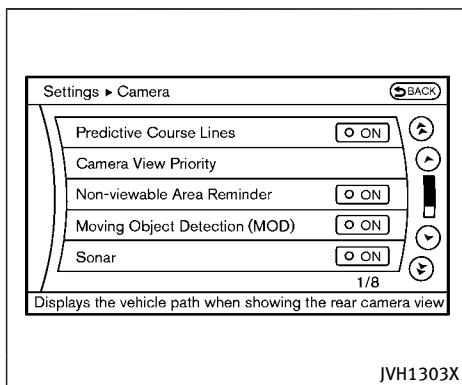 Settings ▸ Camera BACK
Predictive Course Lines ON
Camera View Priority
Non-viewable Area Reminder ON
Moving Object Detection (MOD) ON
Sonar ON
1/8
Displays the vehicle path when showing the rear camera view
JVH1303X